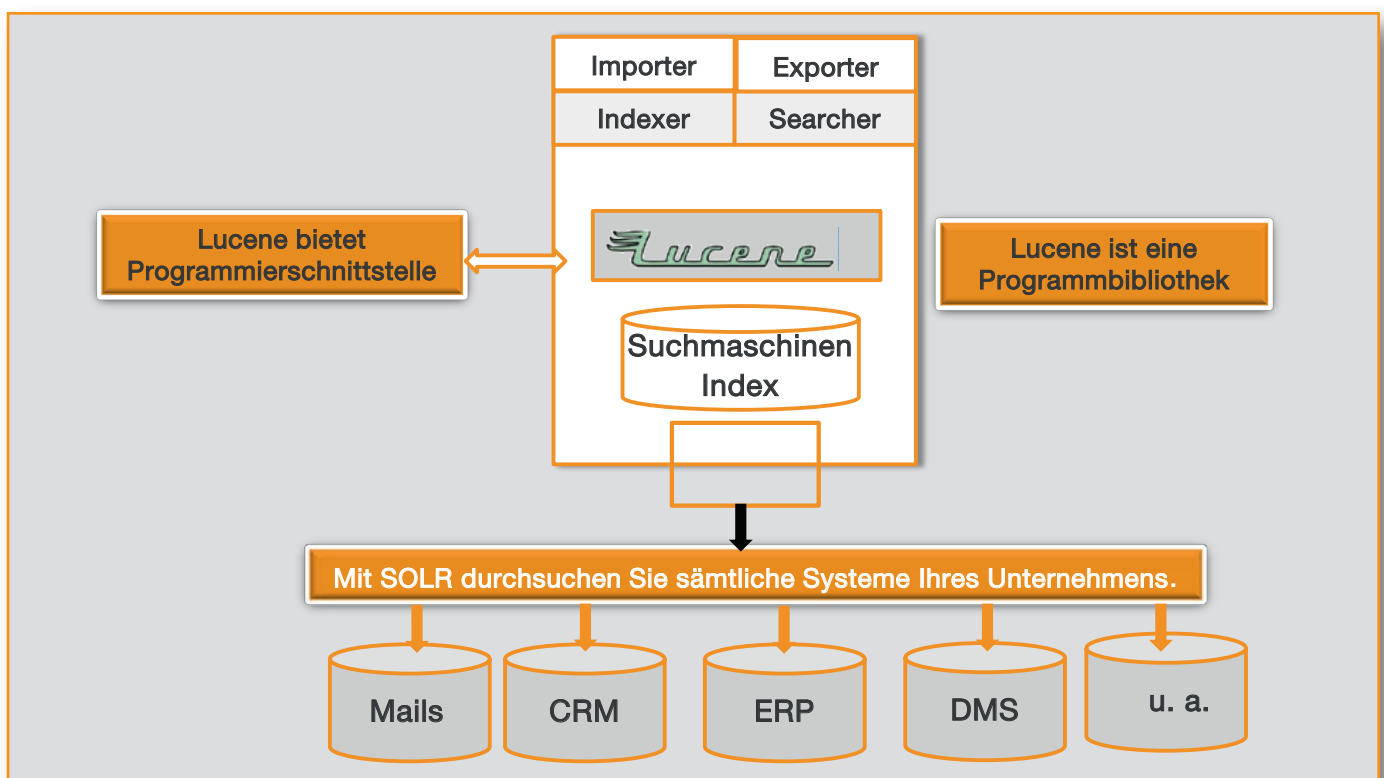 Importer
Exporter
Indexer
Searcher
Lucene bietet
Programmierschnittstelle
Lucene
Lucene ist eine
Programmbibliothek
Suchmaschinen
Index
Mit SOLR durchsuchen Sie sämtliche Systeme Ihres Unternehmens.
Mails
CRM
ERP
DMS
u. a.